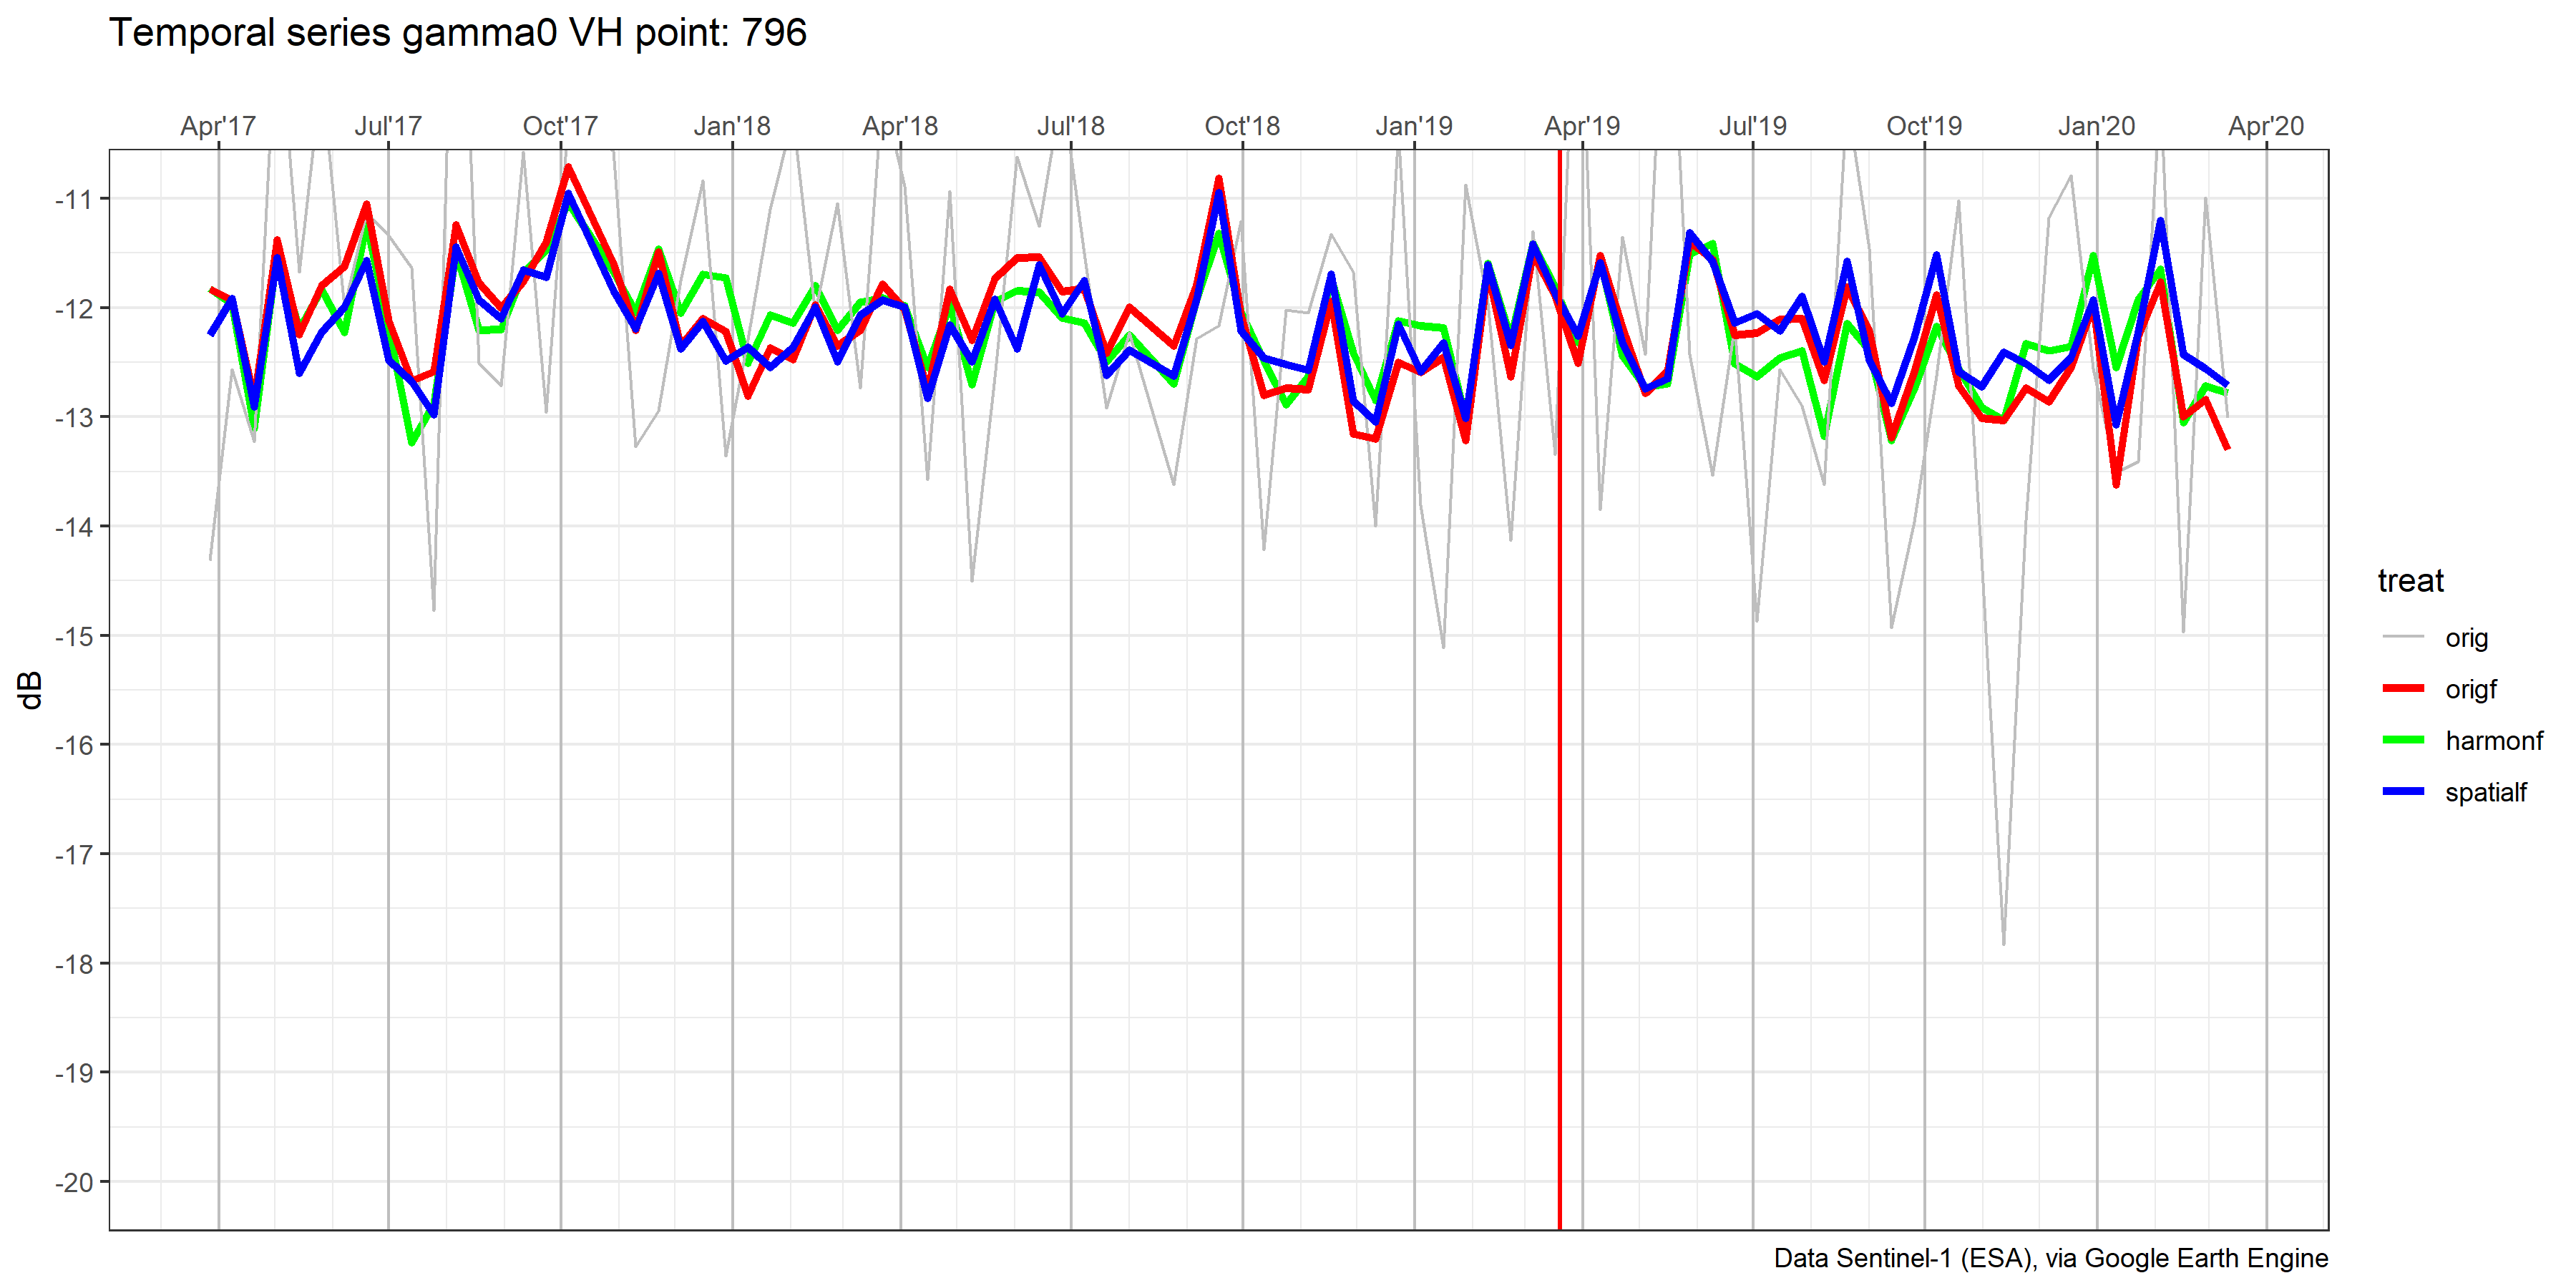 Temporal series gamma0 VH point: 796
Apr'17 Jul'17 Oct'17 Jan'18 Apr'18 Jul'18 Oct'18 Jan'19 Apr'19 Jul'19 Oct'19 Jan'20 Apr'20
-11
-12
-13
-14
-15
-16
-17
-18
-19
-20
dB
treat
orig
origf
harmonf
spatialf
Data Sentinel-1 (ESA), via Google Earth Engine